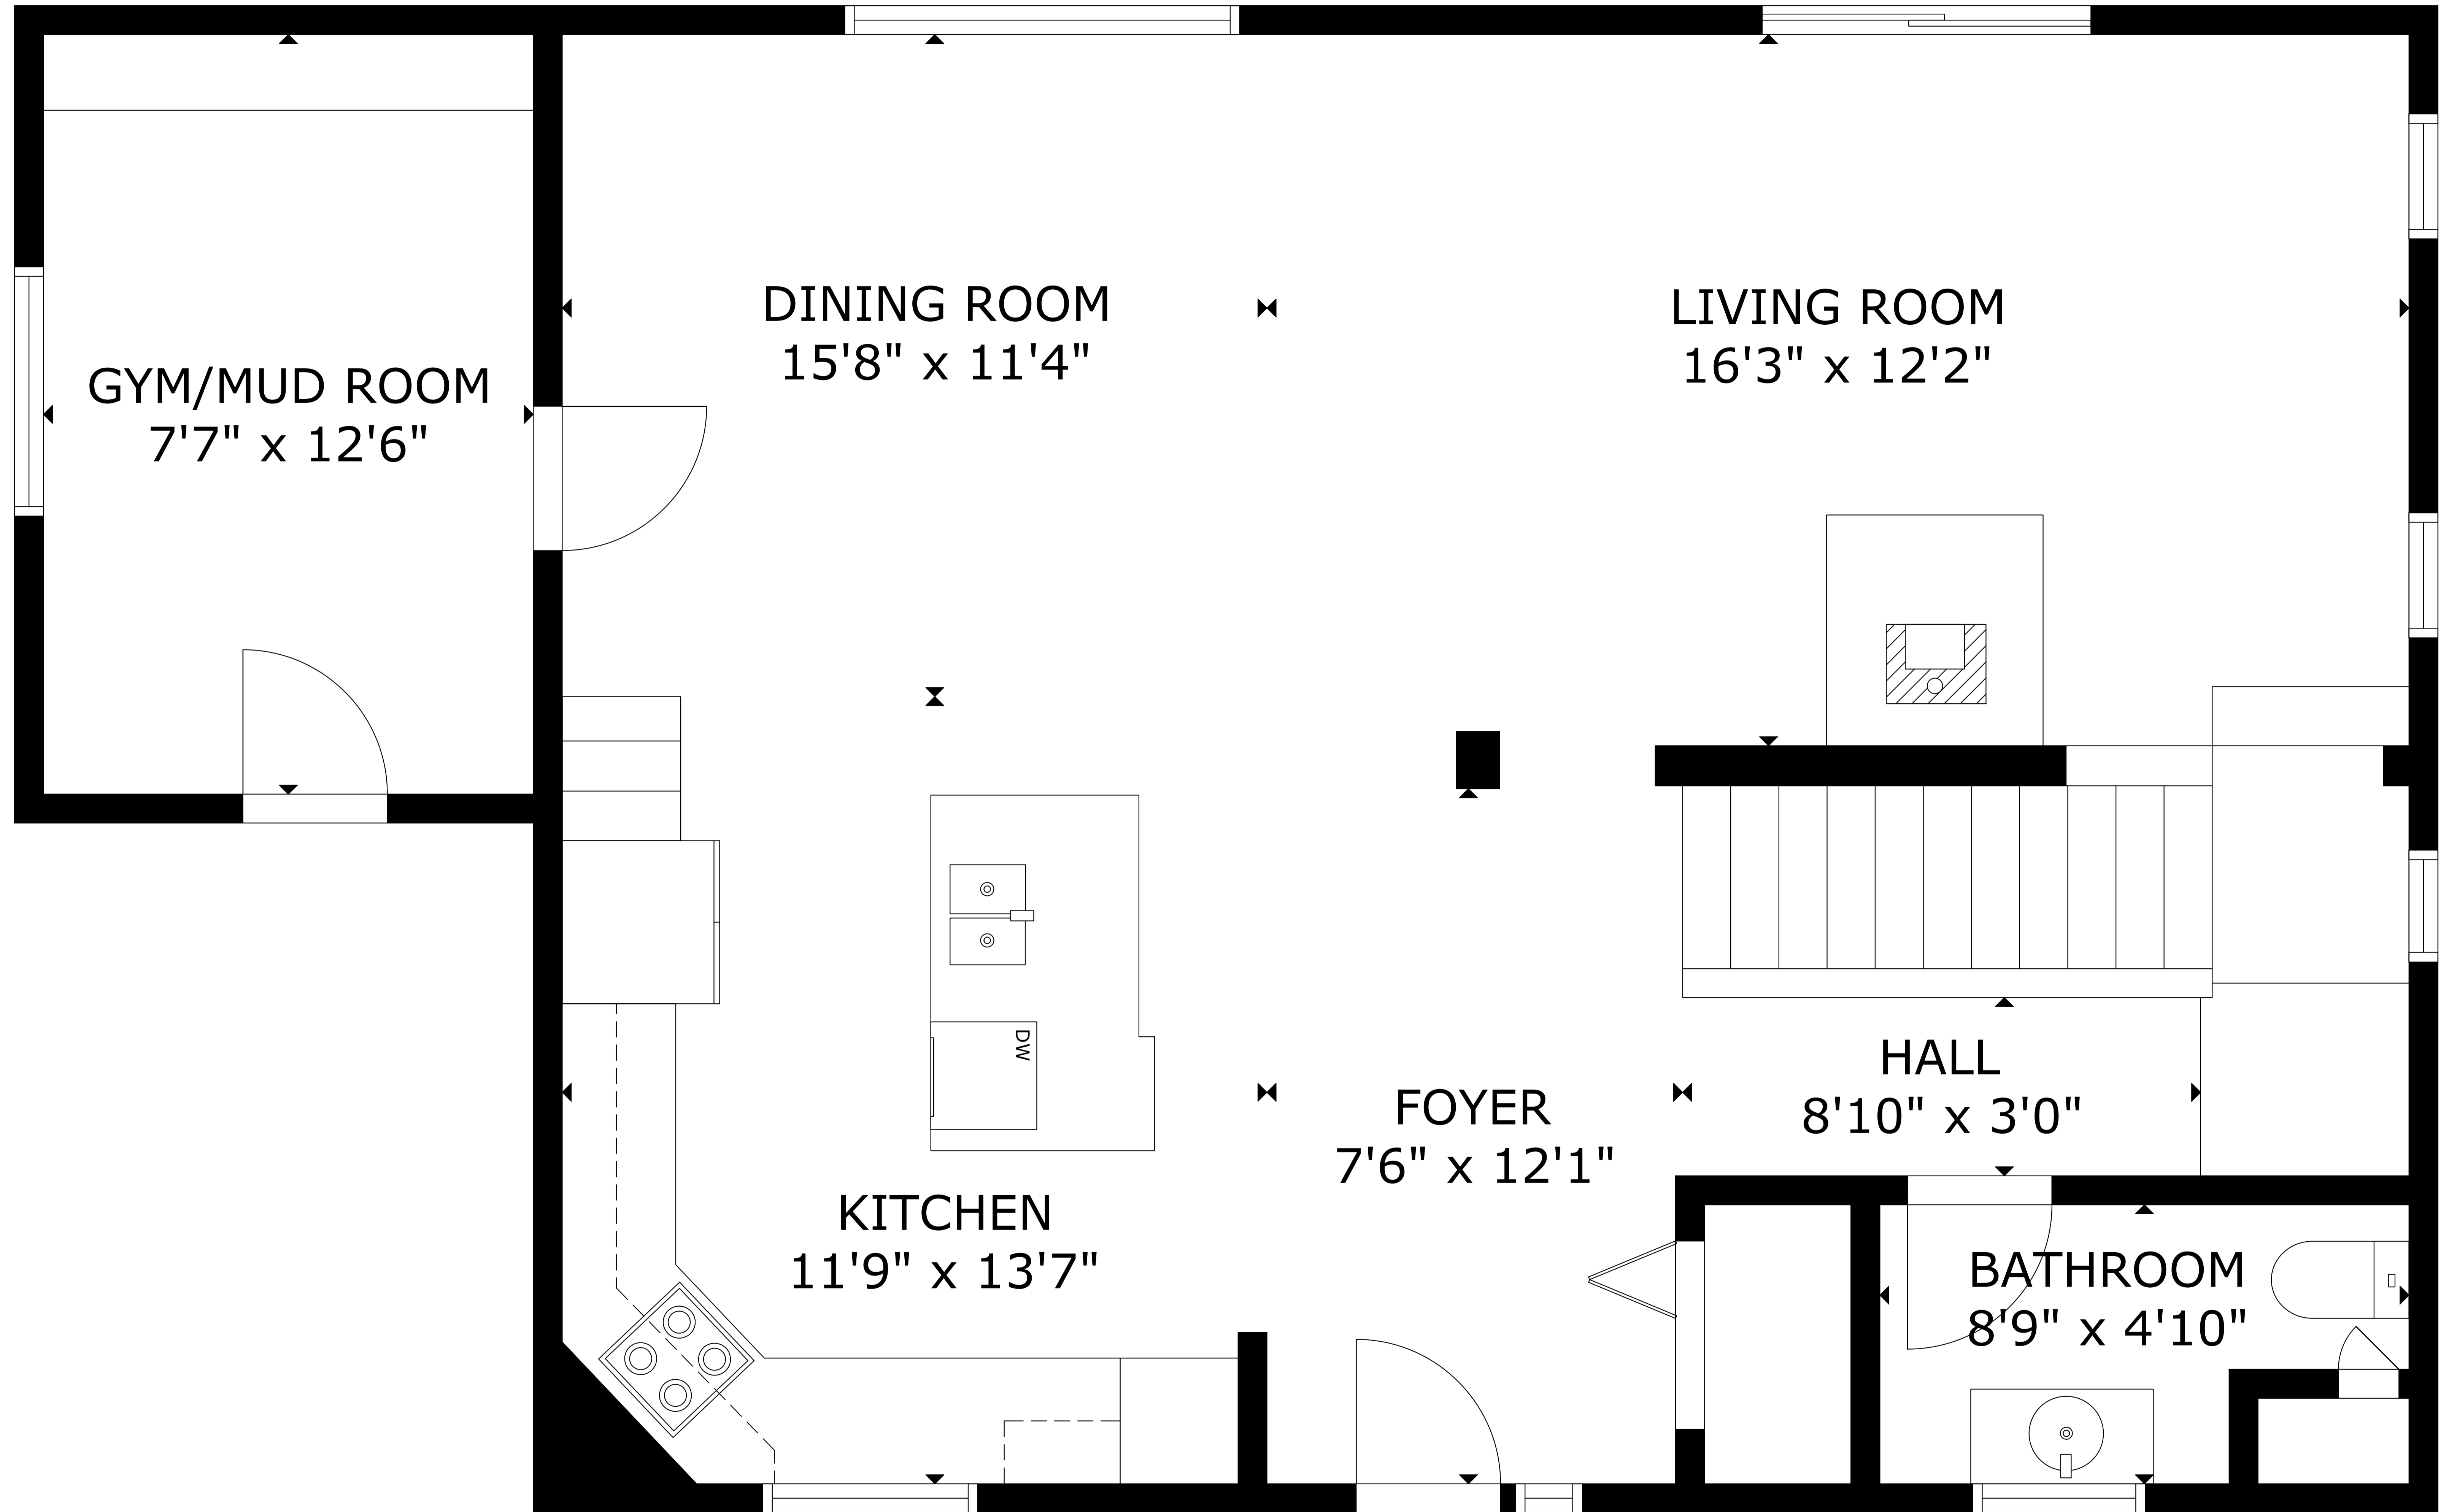 DINING ROOM
15'8" x 11'4"
LIVING ROOM
16'3" x 12'2"
GYM/MUD ROOM
7'7" x 12'6"
DW
HALL
8'10" x 3'0"
FOYER
7'6" x 12'1"
KITCHEN
11'9" x 13'7"
BATHROOM
8'9" x 4'10"